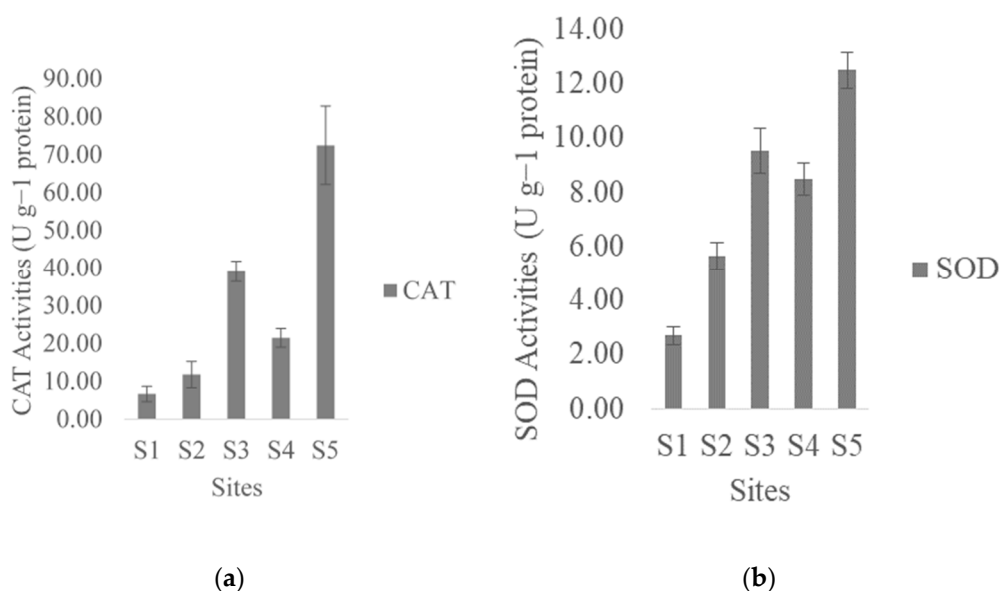 CAT Activities (U g−1 protein)
90.00
80.00
70.00
60.00
50.00
40.00
30.00
20.00
10.00
0.00
S1 S2 S3 S4 S5
Sites
CAT
(a)
SOD Activities (U g−1 protein)
14.00
12.00
10.00
8.00
6.00
4.00
2.00
0.00
S1 S2 S3 S4 S5
Sites
SOD
(b)